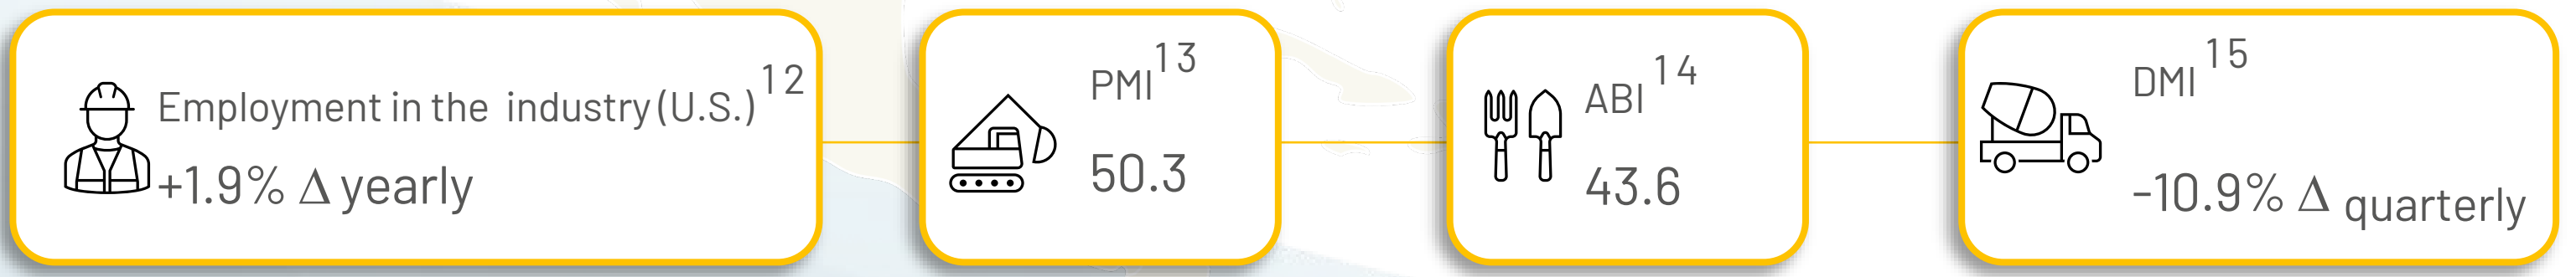 Employment in the industry (U.S.) 12
+1.9% Δ yearly
PMI 13
50.3
ABI 14
43.6
DMI 15
-10.9% Δ quarterly